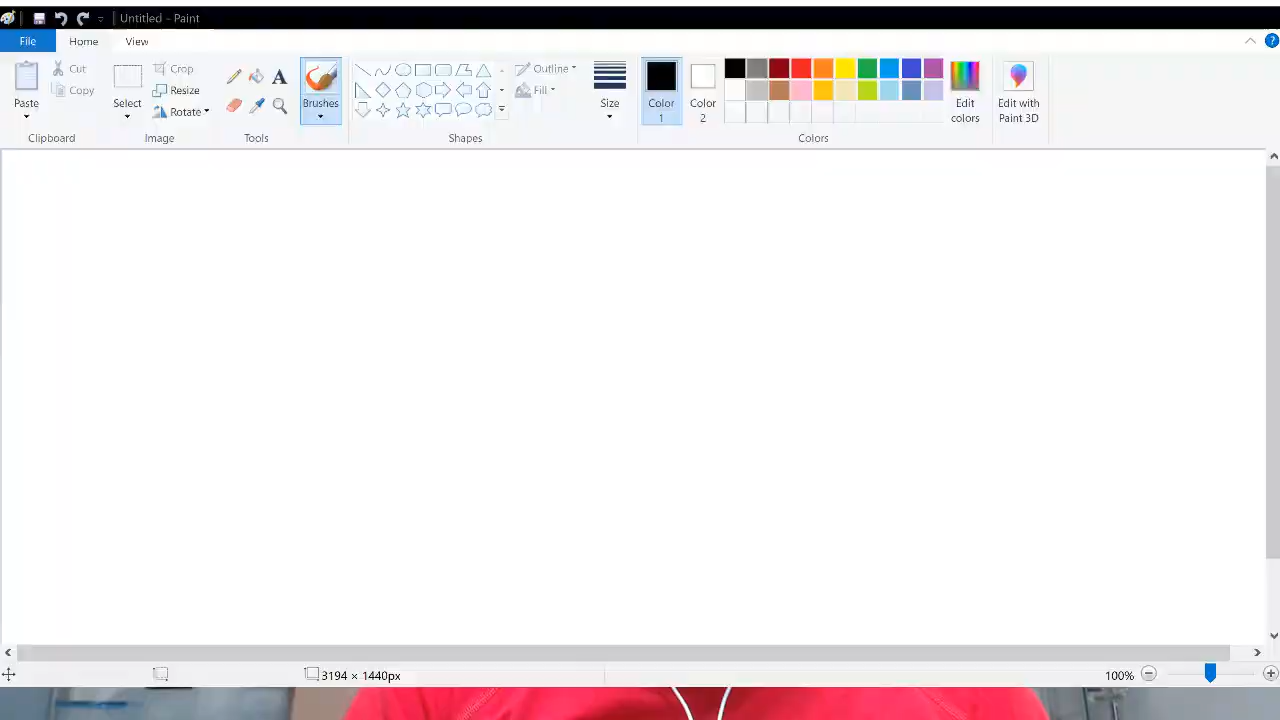 Untitled – Paint
File Home View
Paste
Cut
Copy
Clipboard
Select
Crop
Resize
Rotate
Image
A
Tools
Brushes
Shapes
Outline
Fill
Size
Color 1
Color 2
Edit colors
Colors
Edit with Paint 3D
?
3194 × 1440px
100%